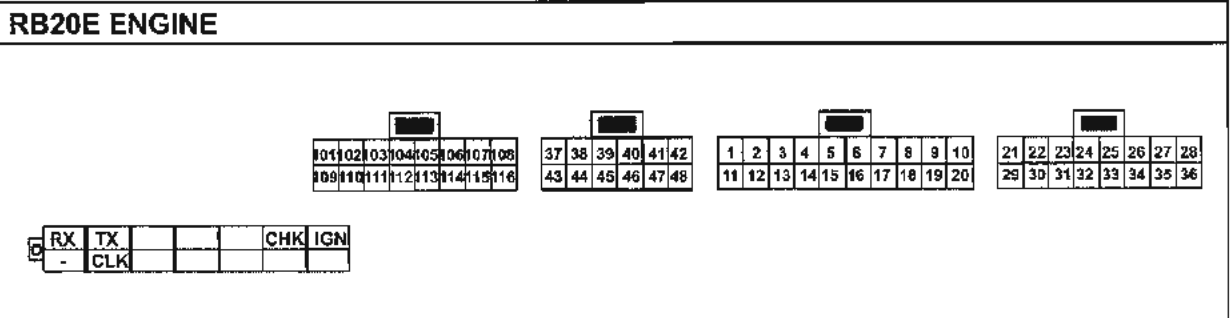 RB20E ENGINE
101 102 103 104 105 106 107 108 37 38 39 40 41 42 1 2 3 4 5 6 7 8 9 10 21 22 23 24 25 26 27 28
109 110 111 112 113 114 115 116 43 44 45 46 47 48 11 12 13 14 15 16 17 18 19 20 29 30 31 32 33 34 35 36
RX TX CHK IGN
- CLK